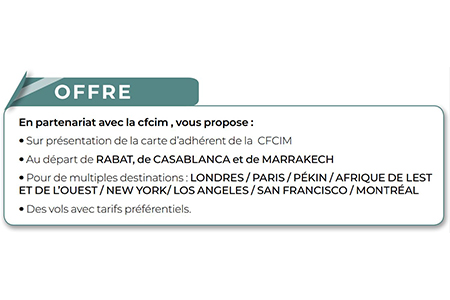 OFFRE
En partenariat avec la cfcim , vous propose :
• Sur présentation de la carte d'adhérent de la CFCIM
• Au départ de RABAT, de CASABLANCA et de MARRAKECH
• Pour de multiples destinations : LONDRES / PARIS / PÉKIN / AFRIQUE DE LEST
ET DE L'OUEST / NEW YORK/ LOS ANGELES / SAN FRANCISCO / MONTRÉAL
• Des vols avec tarifs préférentiels.